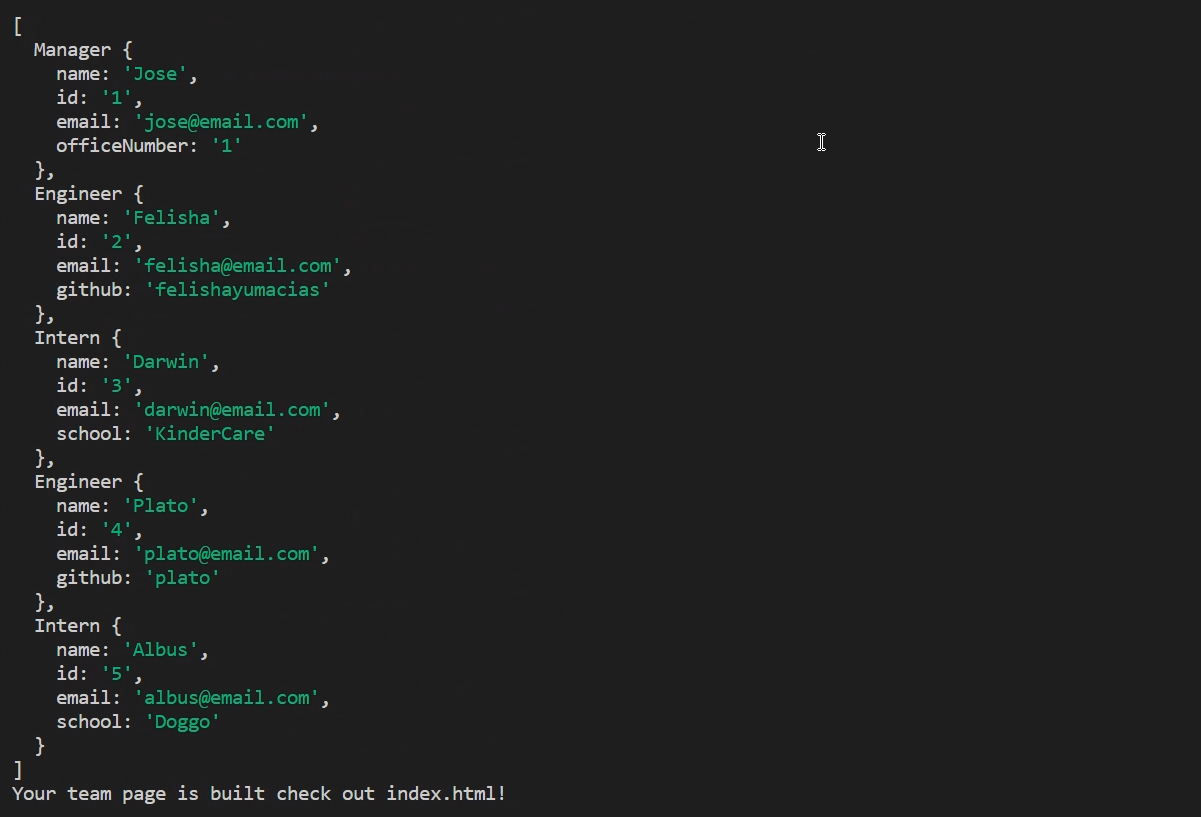 [
  Manager {
    name: 'Jose',
    id: '1',
    email: 'jose@email.com',
    officeNumber: '1'
  },
  Engineer {
    name: 'Felisha',
    id: '2',
    email: 'felisha@email.com',
    github: 'felishayumacias'
  },
  Intern {
    name: 'Darwin',
    id: '3',
    email: 'darwin@email.com',
    school: 'KinderCare'
  },
  Engineer {
    name: 'Plato',
    id: '4',
    email: 'plato@email.com',
    github: 'plato'
  },
  Intern {
    name: 'Albus',
    id: '5',
    email: 'albus@email.com',
    school: 'Doggo'
  }
]
Your team page is built check out index.html!